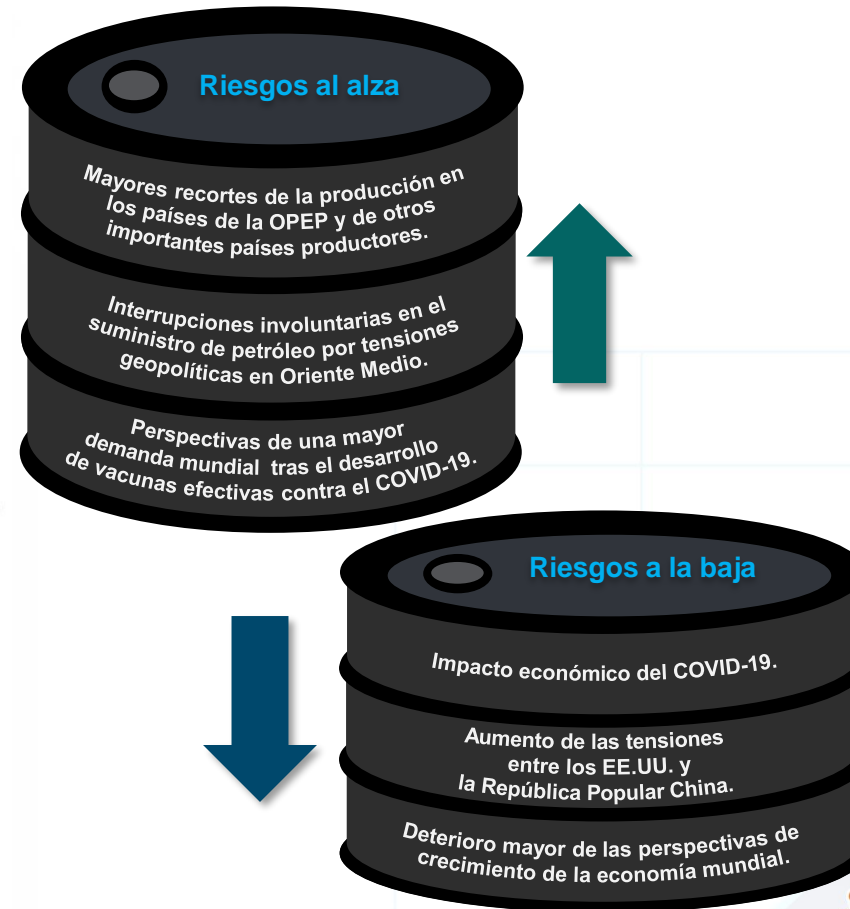 Riesgos al alza
Mayores recortes de la producción en
los países de la OPEP y de otros
importantes países productores.
Interrupciones involuntarias en el
suministro de petróleo por tensiones
geopolíticas en Oriente Medio.
Perspectivas de una mayor
demanda mundial tras el desarrollo
de vacunas efectivas contra el COVID-19.
Riesgos a la baja
Impacto económico del COVID-19.
Aumento de las tensiones
entre los EE.UU. y
la República Popular China.
Deterioro mayor de las perspectivas de
crecimiento de la economía mundial.